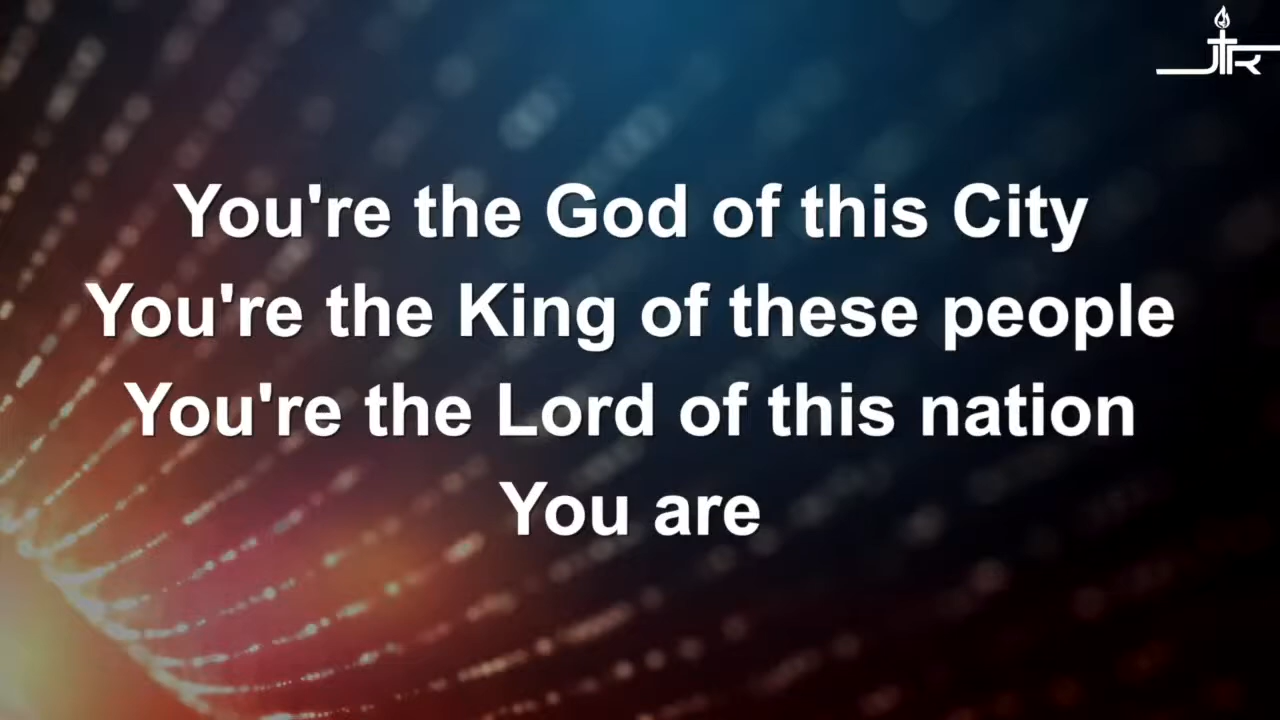 You're the God of this City
You're the King of these people
You're the Lord of this nation
You are
JTR